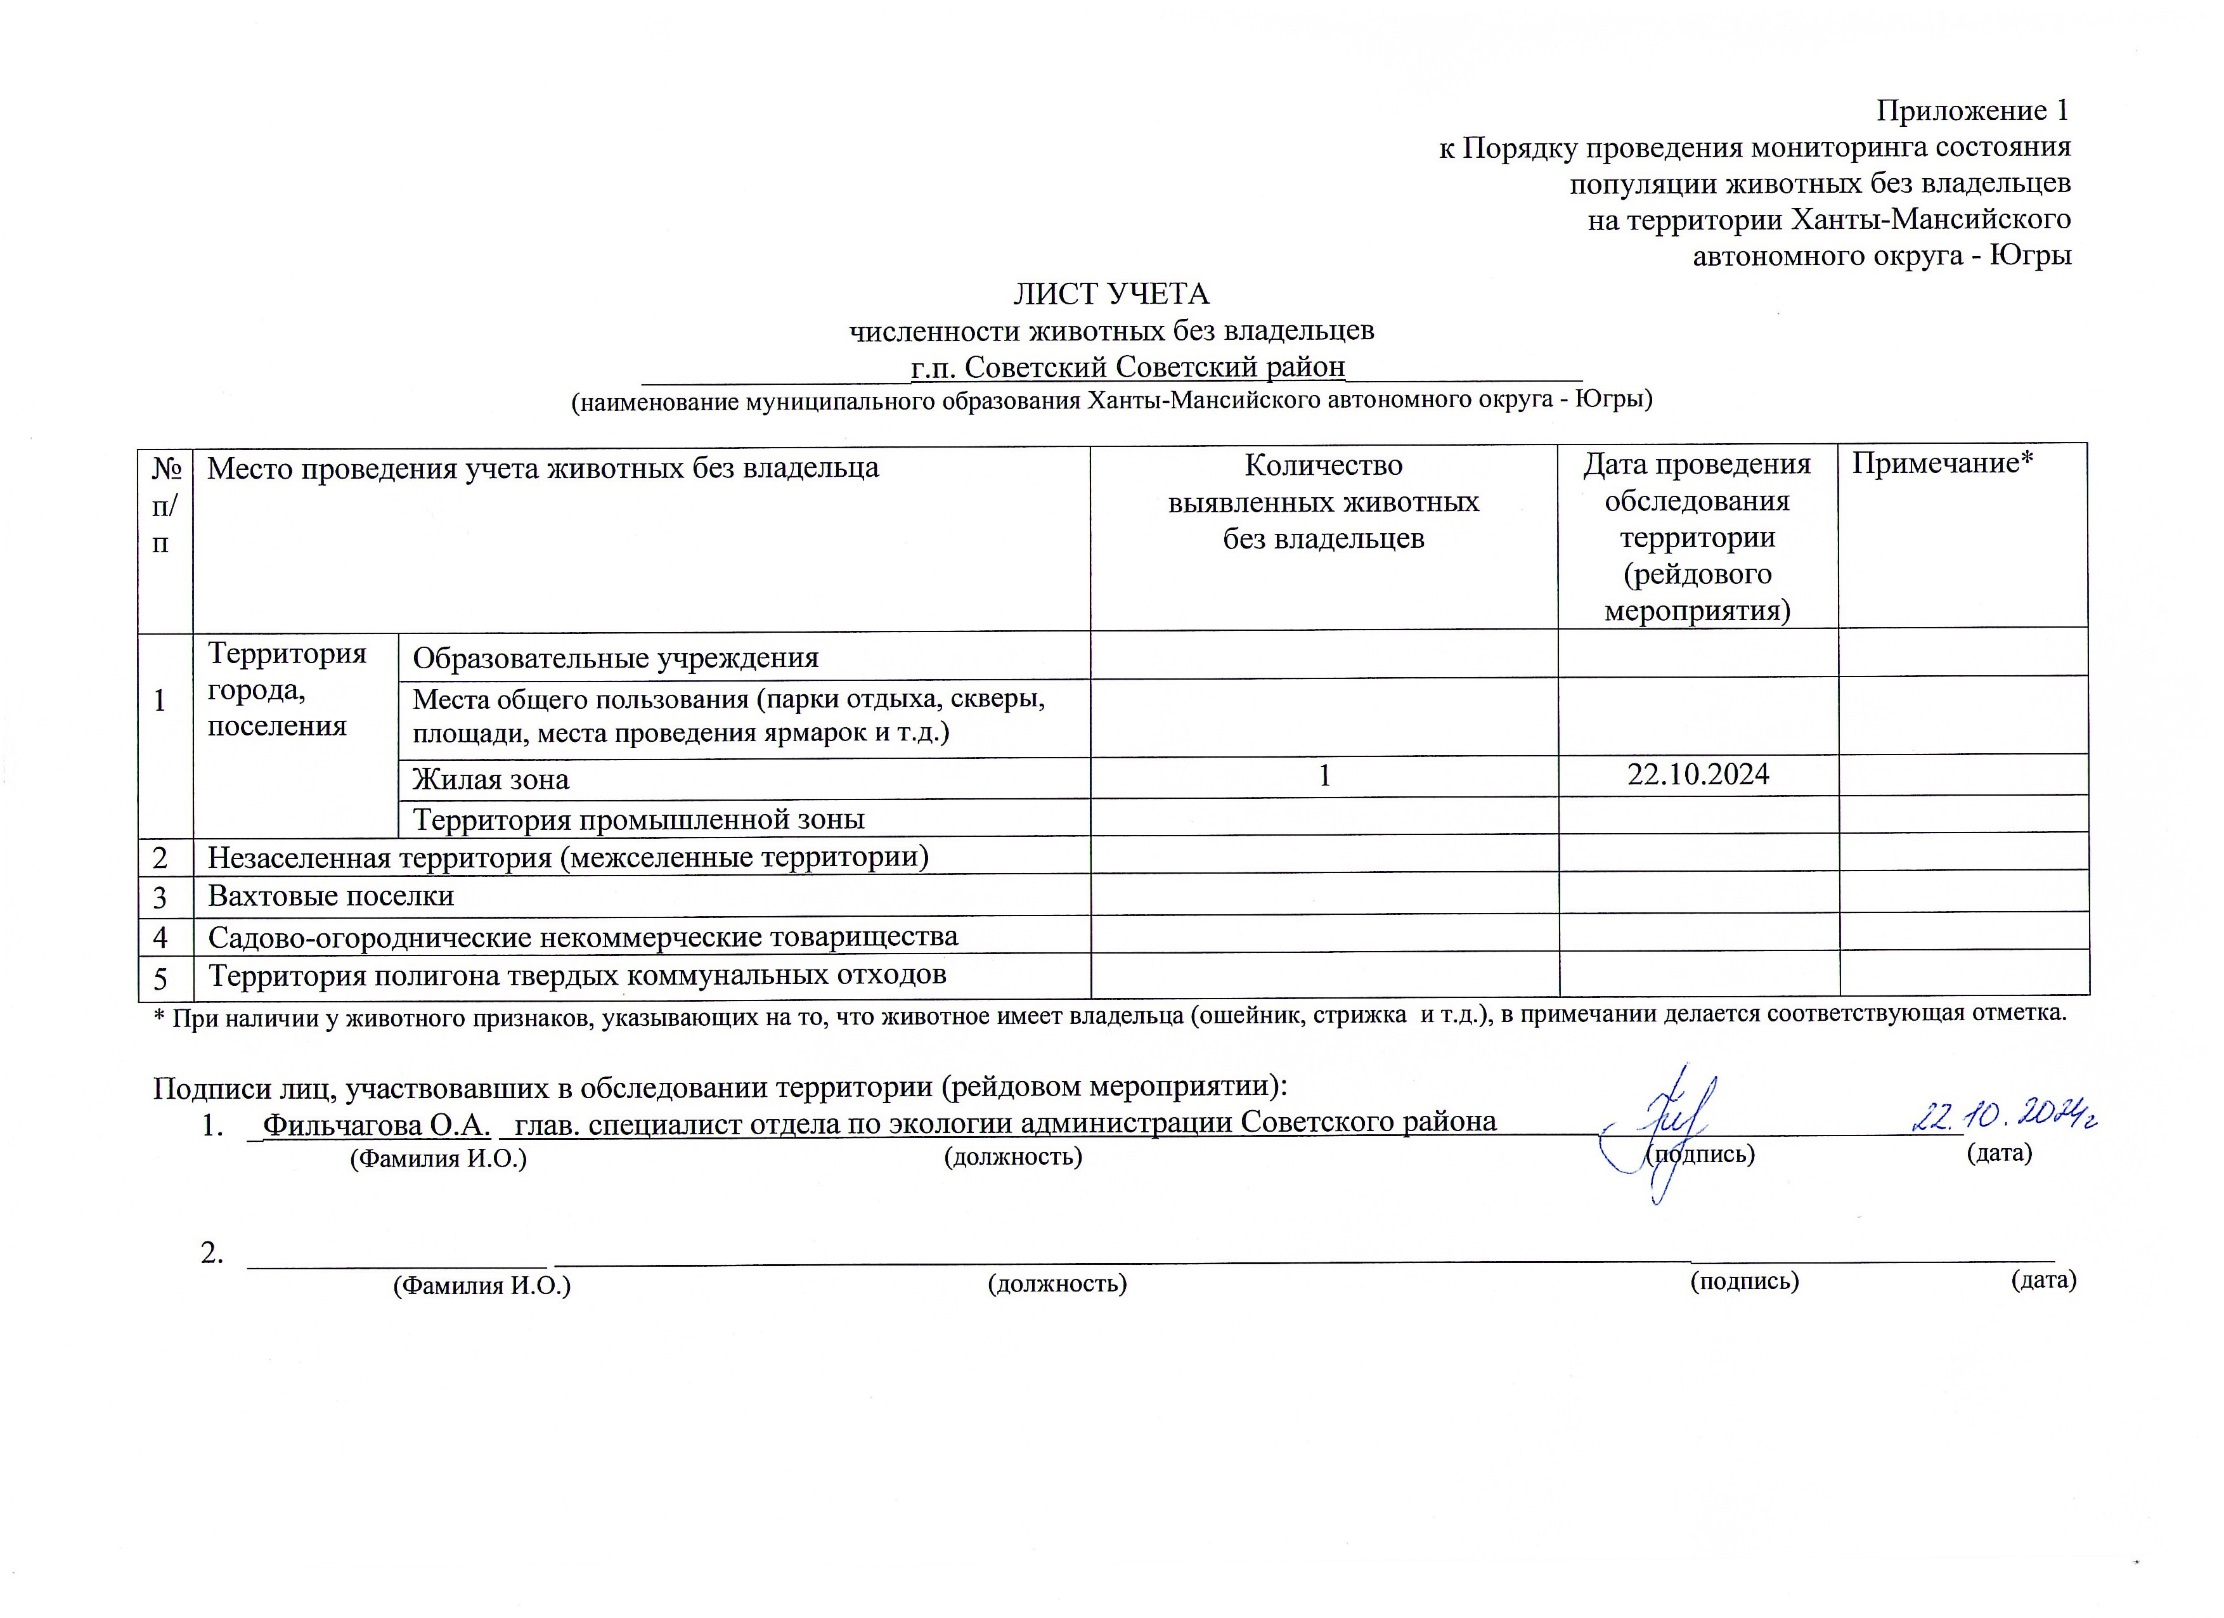 Приложение 1
к Порядку проведения мониторинга состояния
популяции животных без владельцев
на территории Ханты-Мансийского
автономного округа - Югры
ЛИСТ УЧЕТА
численности животных без владельцев
г.п. Советский Советский район
(наименование муниципального образования Ханты-Мансийского автономного округа - Югры)
№ п/п
Место проведения учета животных без владельца
Количество
выявленных животных
без владельцев
Дата проведения
обследования
территории
(рейдового
мероприятия)
Примечание*
1
Территория
города,
поселения
Образовательные учреждения
Места общего пользования (парки отдыха, скверы,
площади, места проведения ярмарок и т.д.)
Жилая зона 1 22.10.2024
Территория промышленной зоны
2 Незаселенная территория (межселенные территории)
3 Вахтовые поселки
4 Садово-огороднические некоммерческие товарищества
5 Территория полигона твердых коммунальных отходов
* При наличии у животного признаков, указывающих на то, что животное имеет владельца (ошейник, стрижка и т.д.), в примечании делается соответствующая отметка.
Подписи лиц, участвовавших в обследовании территории (рейдовом мероприятии):
1. Фильчагова О.А. глав. специалист отдела по экологии администрации Советского района 22.10.2024г
(Фамилия И.О.) (должность) (подпись) (дата)
2.
(Фамилия И.О.) (должность) (подпись) (дата)